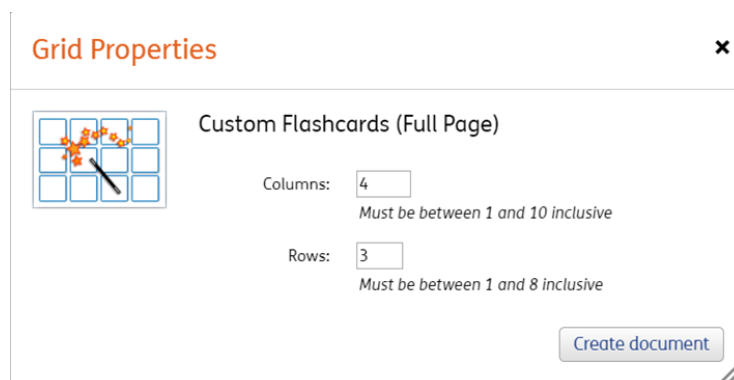 Grid Properties
Custom Flashcards (Full Page)
Columns: 4
Must be between 1 and 10 inclusive
Rows: 3
Must be between 1 and 8 inclusive
Create document